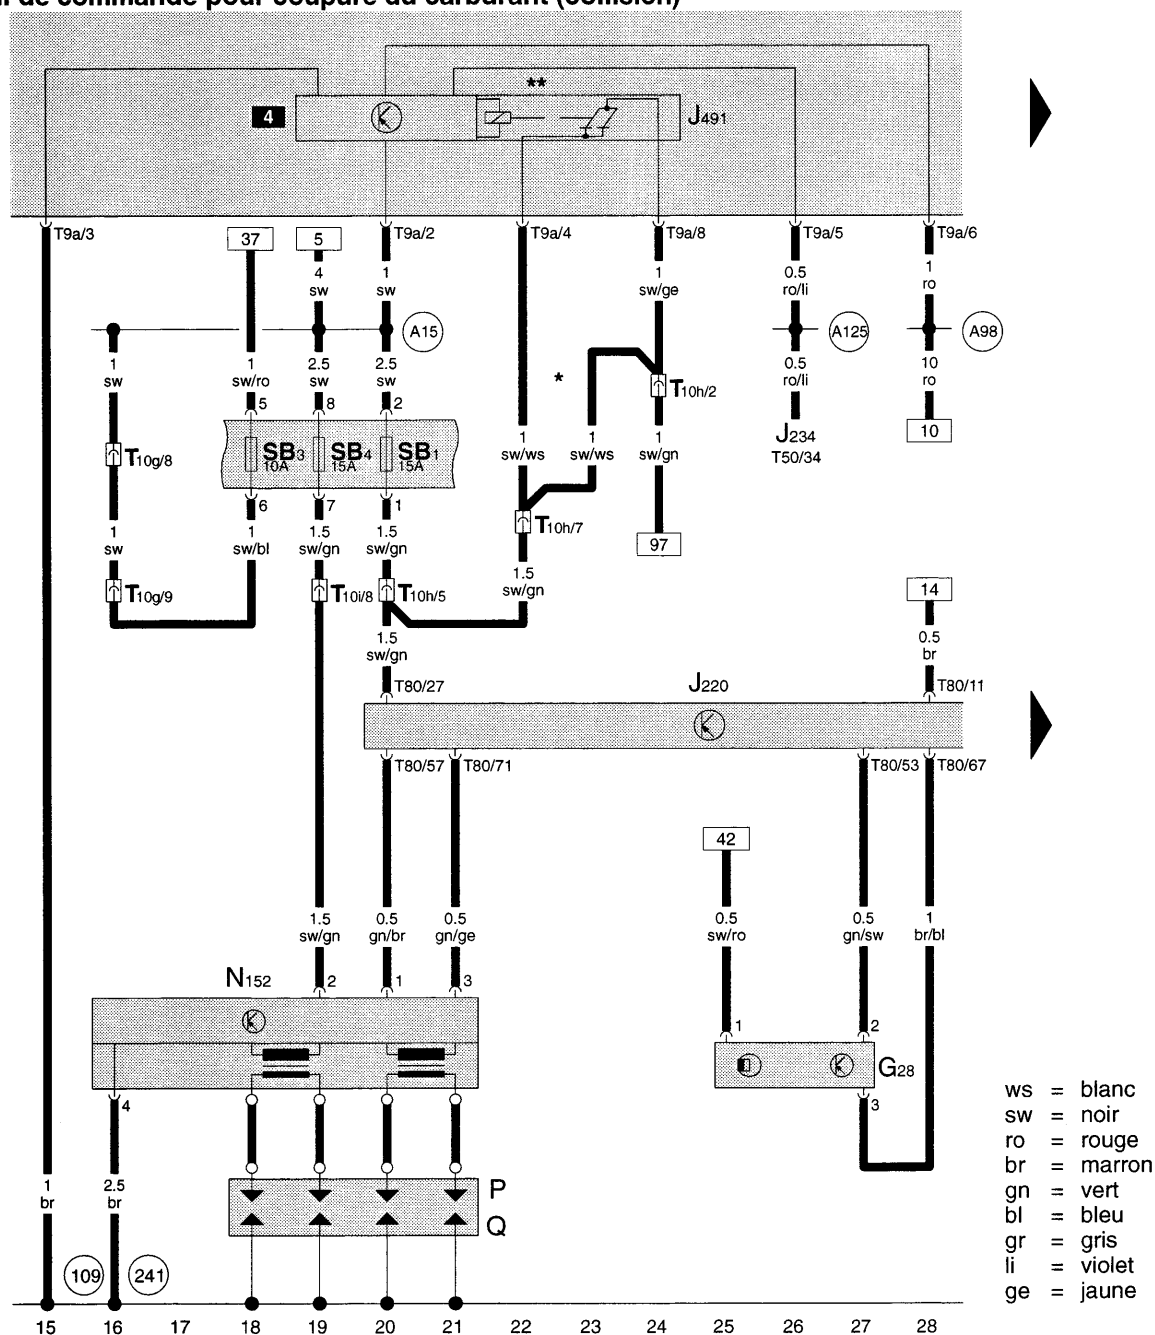 de commande pour coupure du carburant (collision)
**
4
J491
T9a/3
37
5
T9a/2
T9a/4
T9a/8
T9a/5
T9a/6
4
sw
1
sw
1
sw/ge
0.5
ro/li
1
ro
A15
A125
A98
1
sw
1
sw/ro
2.5
sw
2.5
sw
*
0.5
ro/li
10
ro
T10h/2
5
8
2
J234
T50/34
10
T10g/8
SB3
10A
SB4
15A
SB1
15A
1
sw/ws
1
sw/ws
1
sw/gn
6
7
1
T10h/7
97
1
sw
1
sw/bl
1.5
sw/gn
1.5
sw/gn
1.5
sw/gn
T10g/9
T10i/8
T10h/5
14
1.5
sw/gn
0.5
br
T80/27
J220
T80/11
T80/57
T80/71
T80/53
T80/67
42
1.5
sw/gn
0.5
gn/br
0.5
gn/ge
0.5
sw/ro
0.5
gn/sw
1
br/bl
N152
2
1
3
1
2
G28
3
4
1
br
2.5
br
P
Q
109
241
ws = blanc
sw = noir
ro = rouge
br = marron
gn = vert
bl = bleu
gr = gris
li = violet
ge = jaune
15 16 17 18 19 20 21 22 23 24 25 26 27 28